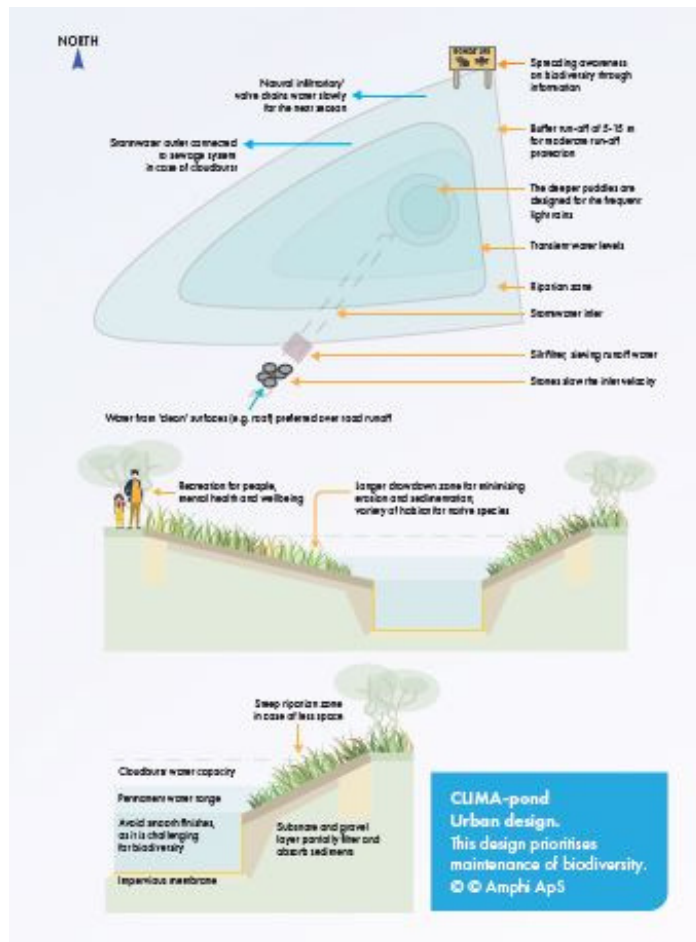 NORTH
Natural infiltration/
valve drains water slowly
for the next season
Stormwater outlet connected
to sewage system
in case of cloudburst
Spreading awareness
on biodiversity through
information
Buffer run-off of 5-15 m
for moderate run-off
protection
The deeper puddles are
designed for the frequent
light rains
Transient water levels
Riparian zone
Stormwater inlet
Silt filter, sieving runoff water
Stones slow the inlet velocity
Water from 'clean' surfaces (e.g. roof) preferred over road runoff
Recreation for people,
mental health and wellbeing
Longer drawdown zone for minimising
erosion and sedimentation;
variety of habitat for native species
Steep riparian zone
in case of less space
Cloudburst water capacity
Permanent water range
Avoid smooth finishes,
as it is challenging
for biodiversity
Substrate and gravel
layer partially filter and
absorb sediments
Impervious membrane
CLIMA-pond
Urban design.
This design prioritises
maintenance of biodiversity.
© © Amphi ApS